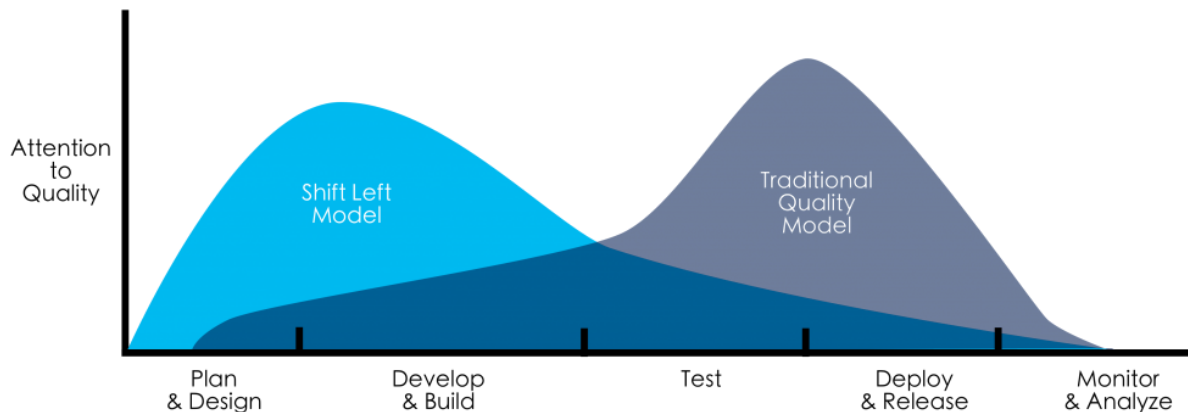 Attention
to
Quality
Shift Left
Model
Traditional
Quality
Model
Plan
& Design
Develop
& Build
Test
Deploy
& Release
Monitor
& Analyze